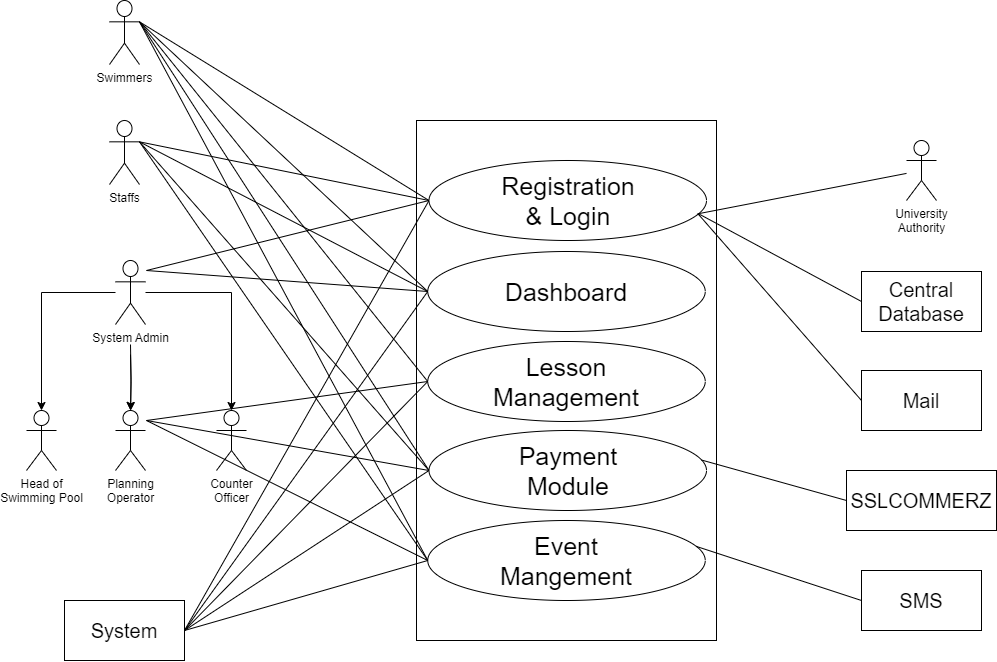 Swimmers
Staffs
System Admin
Head of
Swimming Pool
Planning
Operator
Counter
Officer
System
Registration
& Login
Dashboard
Lesson
Management
Payment
Module
Event
Mangement
University
Authority
Central
Database
Mail
SSLCOMMERZ
SMS